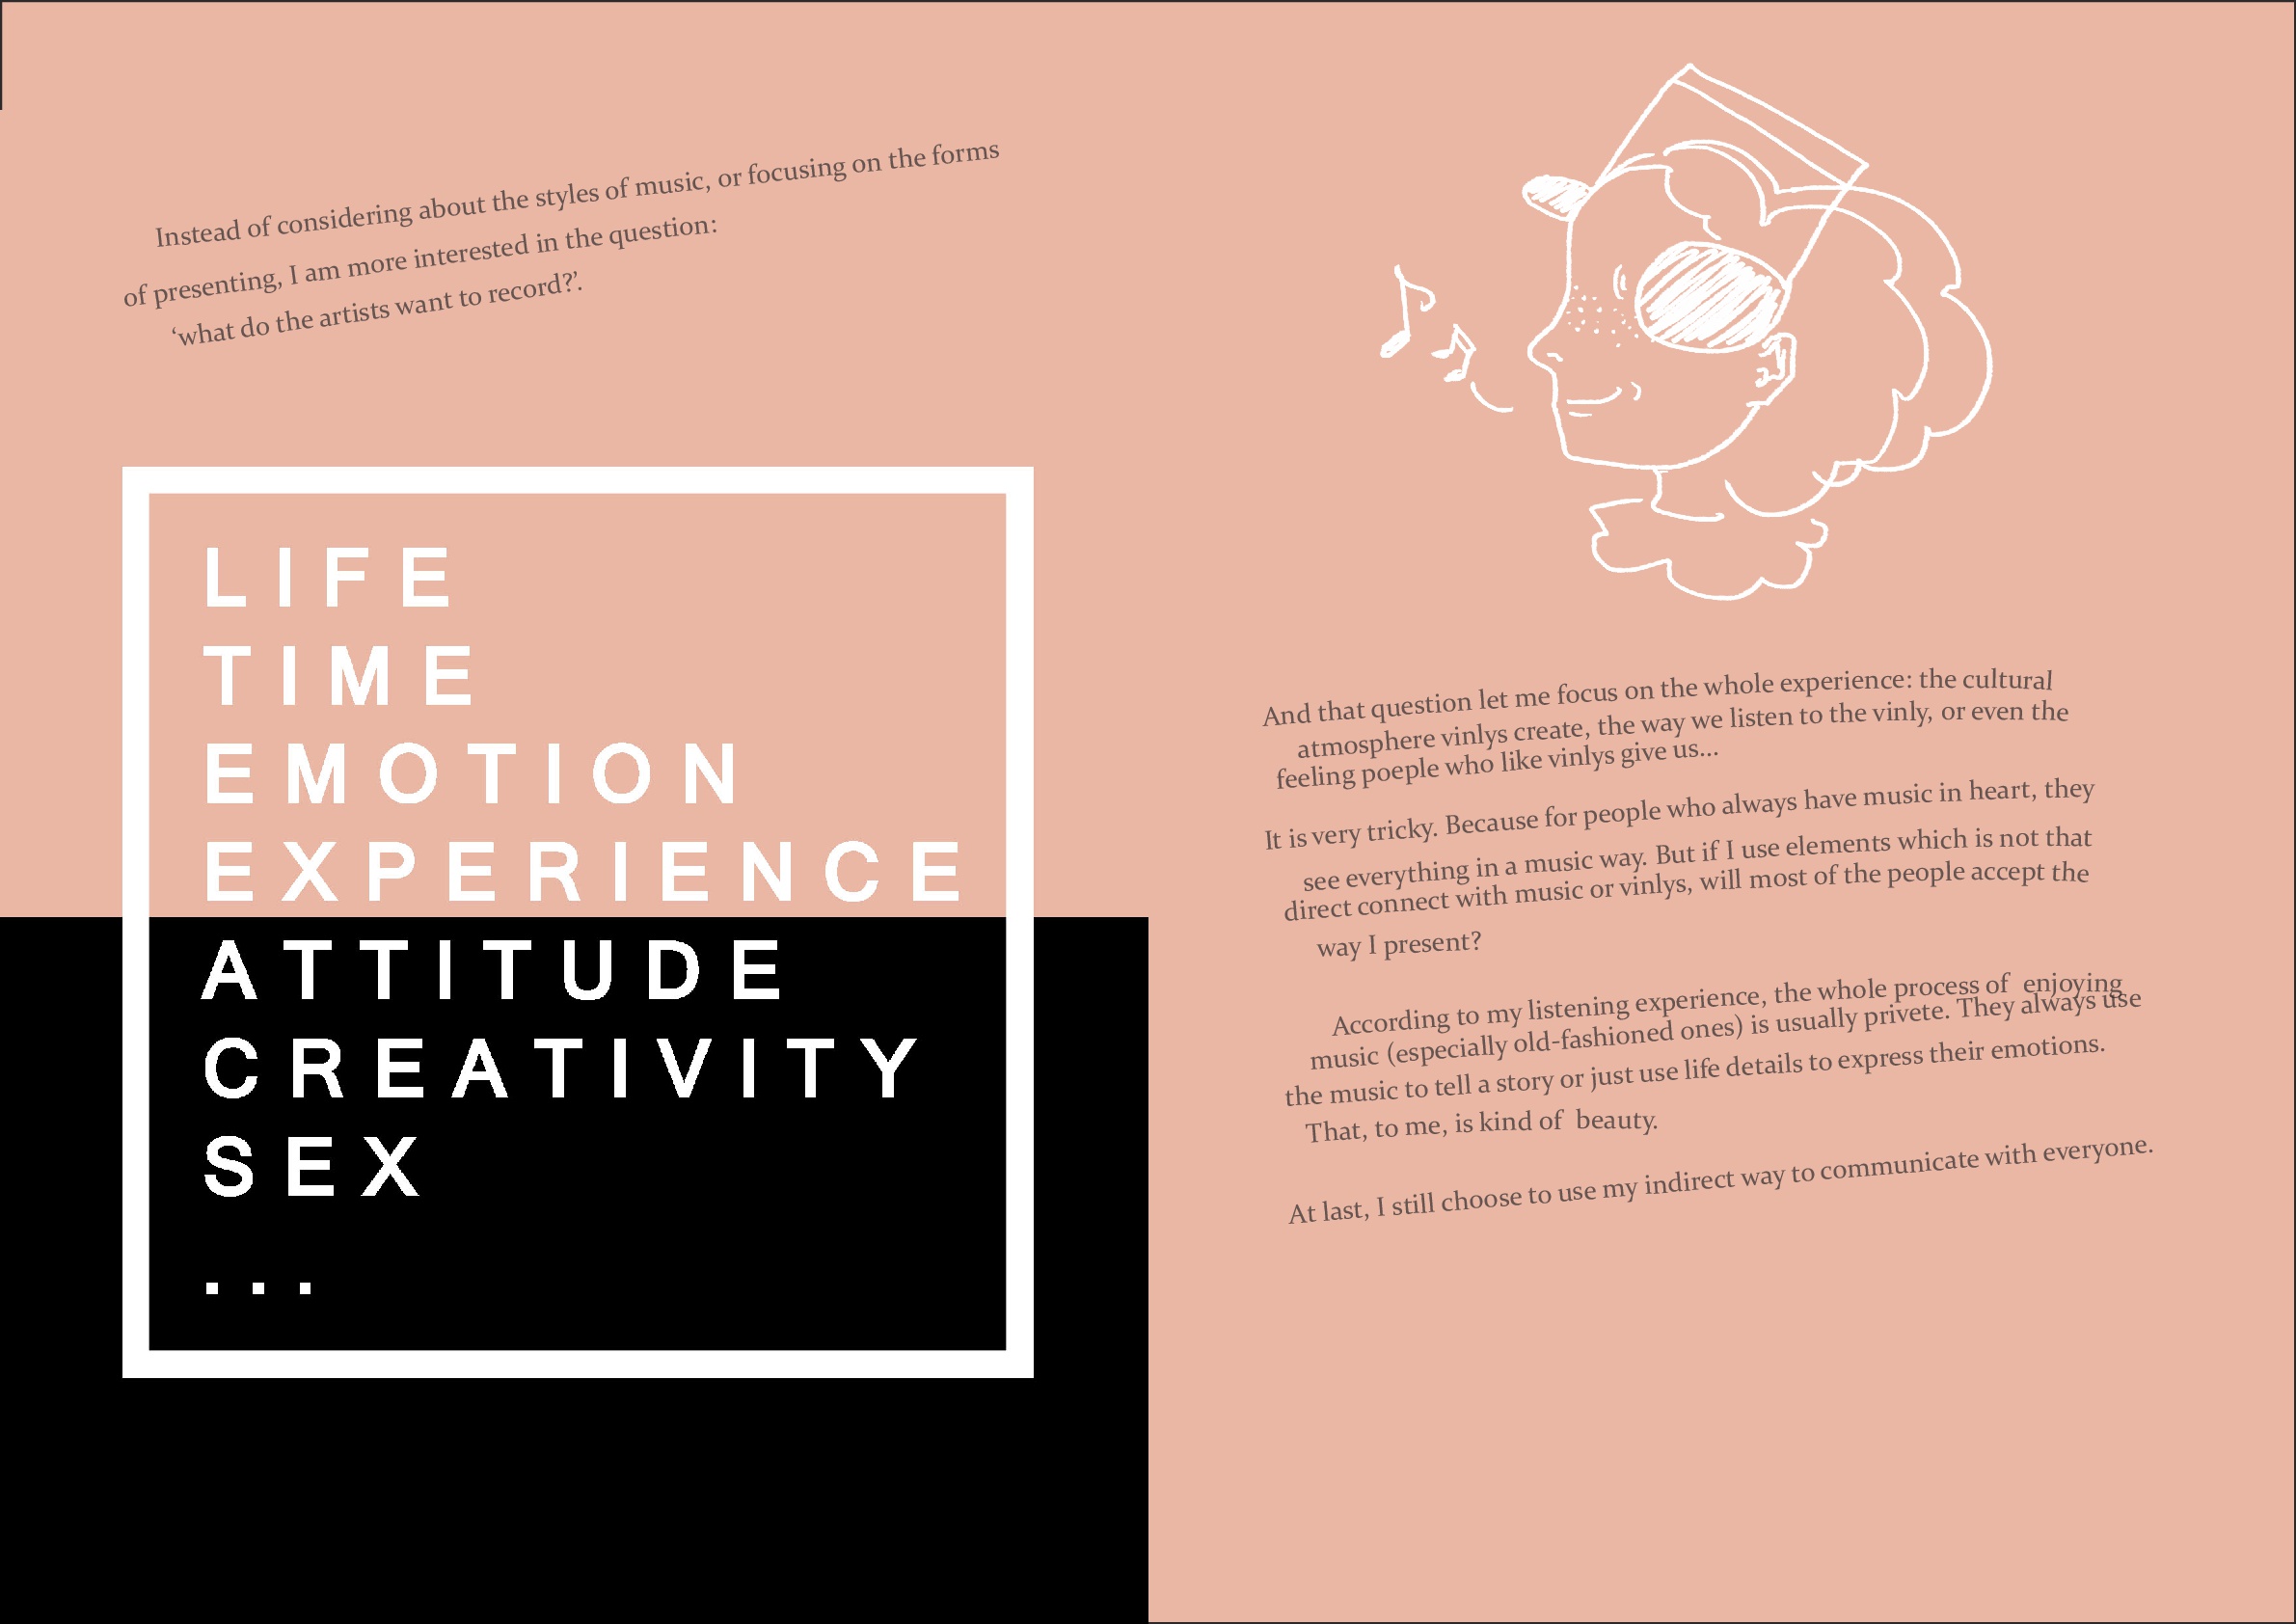 Instead of considering about the styles of music, or focusing on the forms
of presenting, I am more interested in the question:
‘what do the artists want to record?’.
LIFE
TIME
EMOTION
EXPERIENCE
ATTITUDE
CREATIVITY
SEX
...
And that question let me focus on the whole experience: the cultural
atmosphere vinlys create, the way we listen to the vinly, or even the
feeling poeple who like vinlys give us...
It is very tricky. Because for people who always have music in heart, they
see everything in a music way. But if I use elements which is not that
direct connect with music or vinlys, will most of the people accept the
way I present?
According to my listening experience, the whole process of enjoying
music (especially old-fashioned ones) is usually privete. They always use
the music to tell a story or just use life details to express their emotions.
That, to me, is kind of beauty.
At last, I still choose to use my indirect way to communicate with everyone.